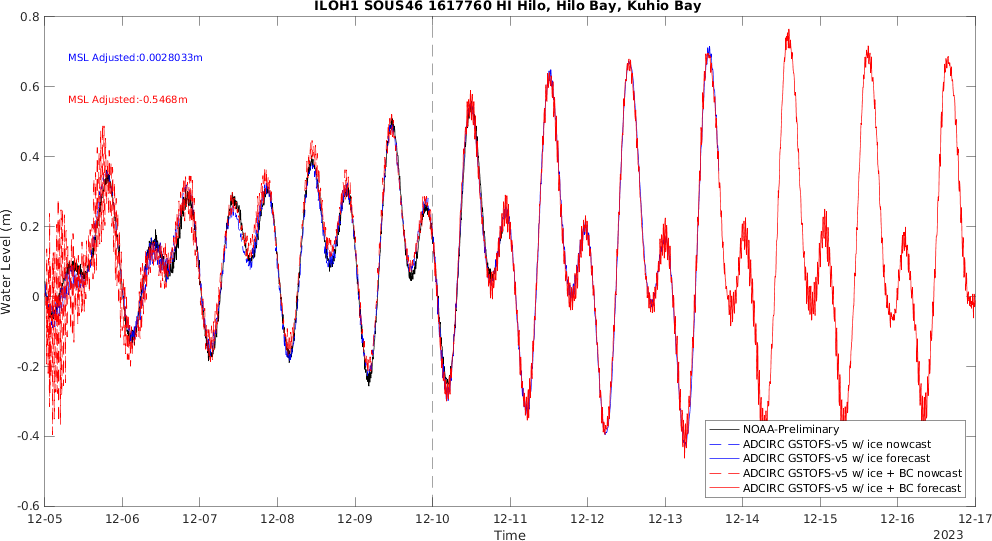 ILOH1 SOUS46 1617760 HI Hilo, Hilo Bay, Kuhio Bay
MSL Adjusted:0.0028033m
MSL Adjusted:-0.5468m
Water Level (m)
0.8
0.6
0.4
0.2
0
-0.2
-0.4
-0.6
NOAA-Preliminary
ADCIRC GSTOFS-v5 w/ ice nowcast
ADCIRC GSTOFS-v5 w/ ice forecast
ADCIRC GSTOFS-v5 w/ ice + BC nowcast
ADCIRC GSTOFS-v5 w/ ice + BC forecast
12-05 12-06 12-07 12-08 12-09 12-10 12-11 12-12 12-13 12-14 12-15 12-16 12-17
Time
2023